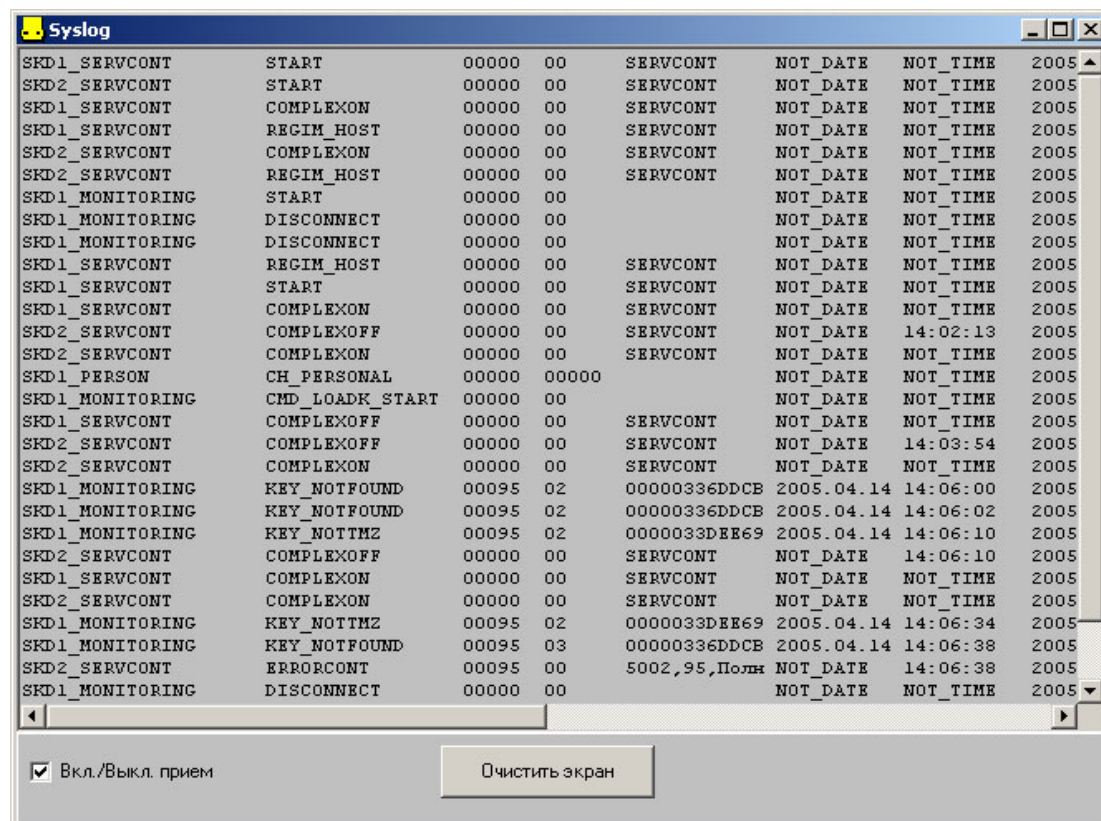 Syslog
SKD1_SERVCONT START 00000 00 SERVCONT NOT_DATE NOT_TIME 2005
SKD2_SERVCONT START 00000 00 SERVCONT NOT_DATE NOT_TIME 2005
SKD1_SERVCONT COMPLEXON 00000 00 SERVCONT NOT_DATE NOT_TIME 2005
SKD1_SERVCONT REGIM_HOST 00000 00 SERVCONT NOT_DATE NOT_TIME 2005
SKD2_SERVCONT COMPLEXON 00000 00 SERVCONT NOT_DATE NOT_TIME 2005
SKD2_SERVCONT REGIM_HOST 00000 00 SERVCONT NOT_DATE NOT_TIME 2005
SKD1_MONITORING START 00000 00 NOT_DATE NOT_TIME 2005
SKD1_MONITORING DISCONNECT 00000 00 NOT_DATE NOT_TIME 2005
SKD1_MONITORING DISCONNECT 00000 00 NOT_DATE NOT_TIME 2005
SKD1_SERVCONT REGIM_HOST 00000 00 SERVCONT NOT_DATE NOT_TIME 2005
SKD1_SERVCONT START 00000 00 SERVCONT NOT_DATE NOT_TIME 2005
SKD1_SERVCONT COMPLEXON 00000 00 SERVCONT NOT_DATE NOT_TIME 2005
SKD2_SERVCONT COMPLEXOFF 00000 00 SERVCONT NOT_DATE 14:02:13 2005
SKD2_SERVCONT COMPLEXON 00000 00 SERVCONT NOT_DATE NOT_TIME 2005
SKD1_PERSON CH_PERSONAL 00000 00000 NOT_DATE NOT_TIME 2005
SKD1_MONITORING CMD_LOADK_START 00000 00 NOT_DATE NOT_TIME 2005
SKD1_SERVCONT COMPLEXOFF 00000 00 SERVCONT NOT_DATE NOT_TIME 2005
SKD2_SERVCONT COMPLEXOFF 00000 00 SERVCONT NOT_DATE 14:03:54 2005
SKD2_SERVCONT COMPLEXON 00000 00 SERVCONT NOT_DATE NOT_TIME 2005
SKD1_MONITORING KEY_NOTFOUND 00095 02 00000336DDCB 2005.04.14 14:06:00 2005
SKD1_MONITORING KEY_NOTFOUND 00095 02 00000336DDCB 2005.04.14 14:06:02 2005
SKD1_MONITORING KEY_NOTTMZ 00095 02 0000033DEE69 2005.04.14 14:06:10 2005
SKD2_SERVCONT COMPLEXOFF 00000 00 SERVCONT NOT_DATE 14:06:10 2005
SKD1_SERVCONT COMPLEXON 00000 00 SERVCONT NOT_DATE NOT_TIME 2005
SKD2_SERVCONT COMPLEXON 00000 00 SERVCONT NOT_DATE NOT_TIME 2005
SKD1_MONITORING KEY_NOTTMZ 00095 02 0000033DEE69 2005.04.14 14:06:34 2005
SKD1_MONITORING KEY_NOTFOUND 00095 03 00000336DDCB 2005.04.14 14:06:38 2005
SKD2_SERVCONT ERRORCONT 00095 00 5002,95,Полн NOT_DATE 14:06:38 2005
SKD1_MONITORING DISCONNECT 00000 00 NOT_DATE NOT_TIME 2005
Вкл./Выкл. прием Очистить экран